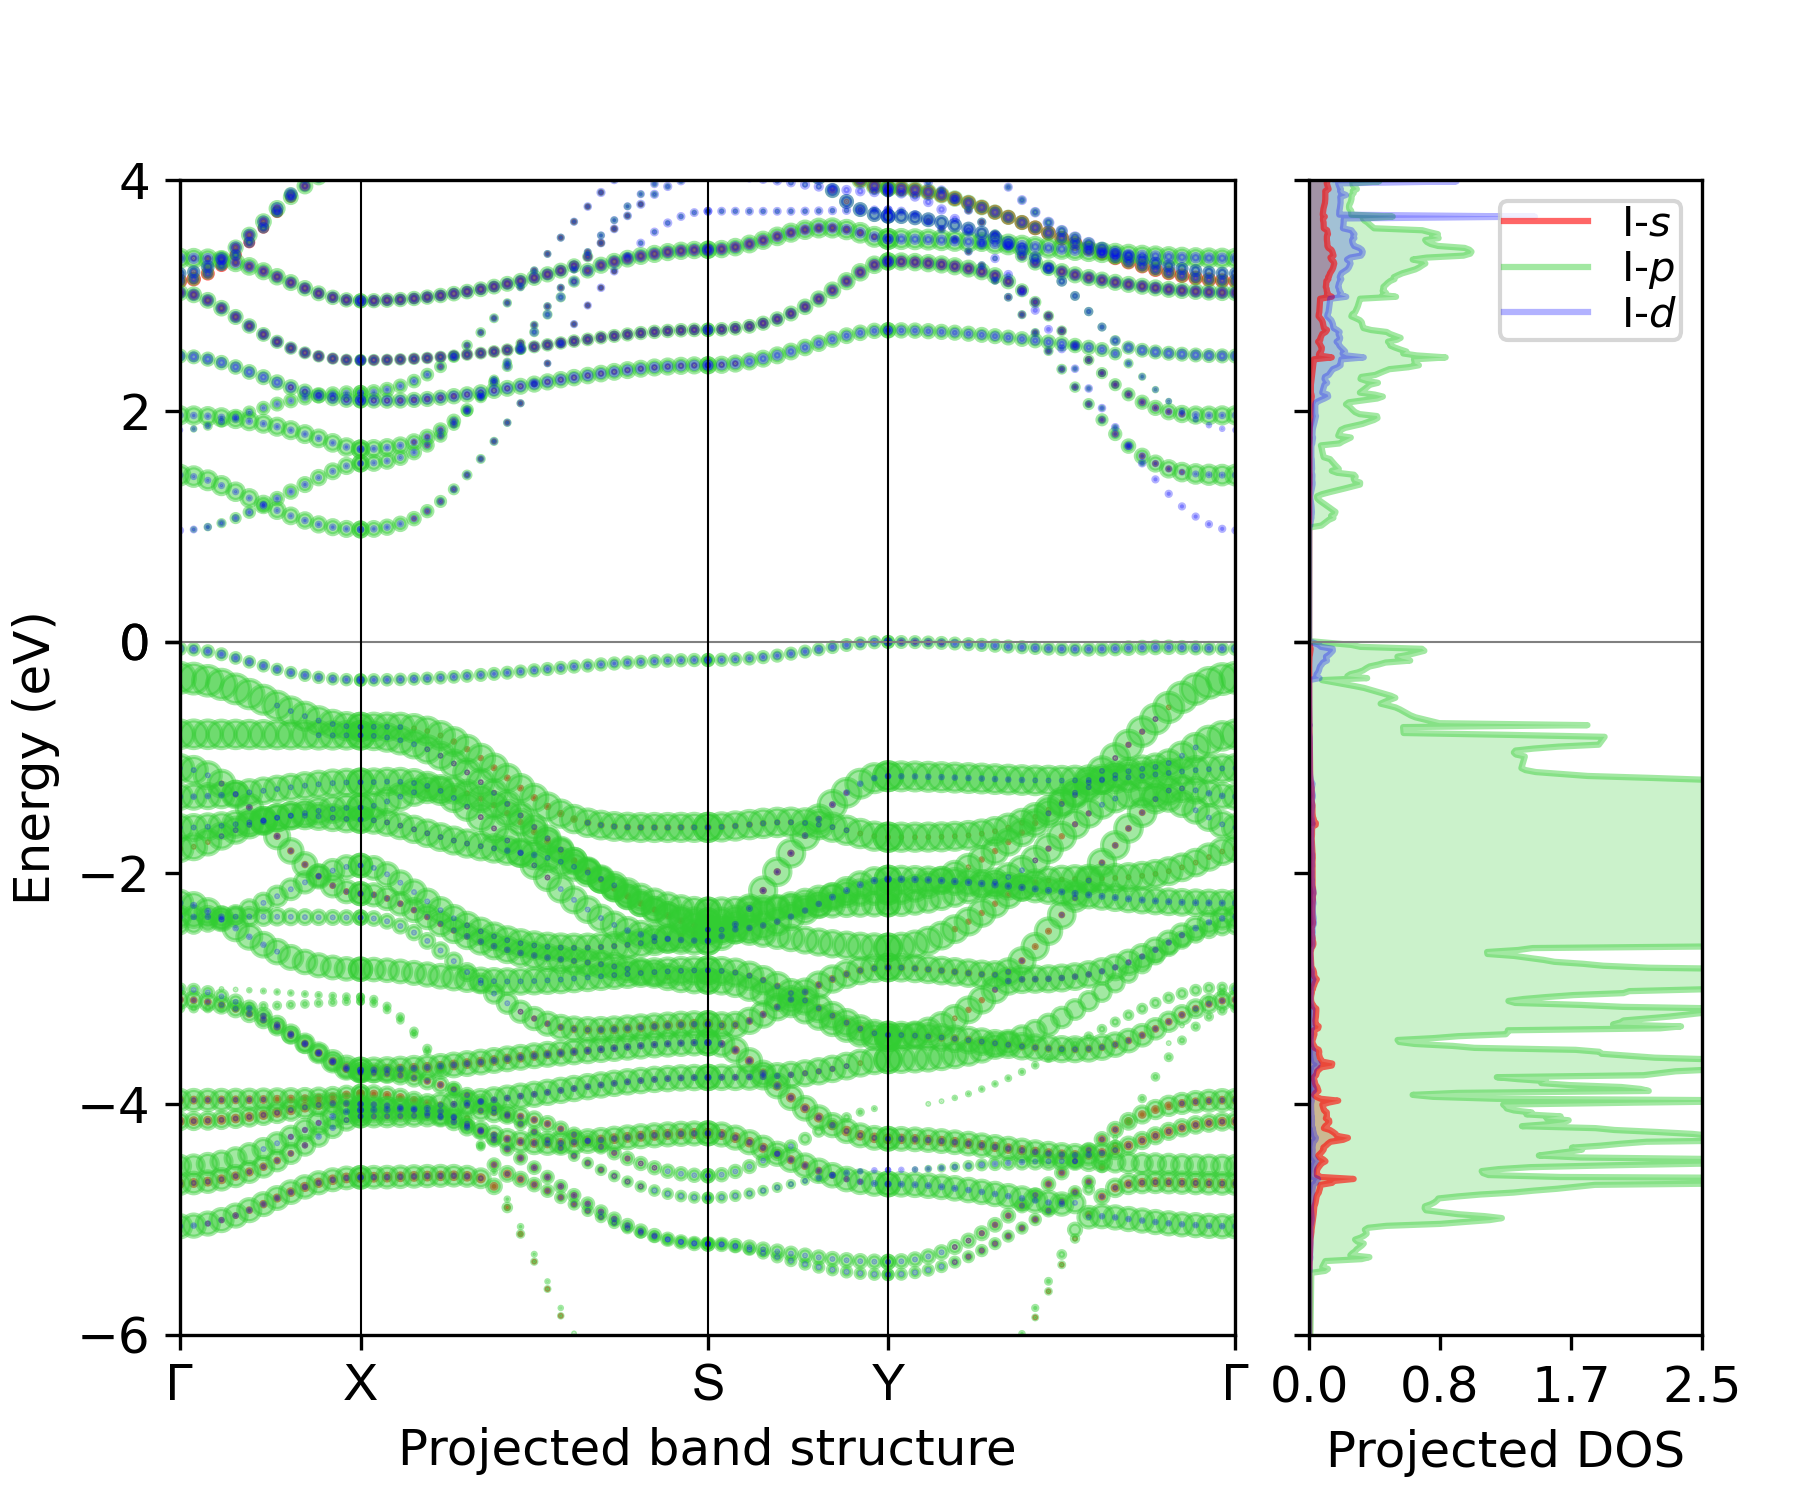 4
2
0
−2
−4
−6
Energy (eV)
Γ X S Y Γ
Projected band structure
I-s
I-p
I-d
0.0 0.8 1.7 2.5
Projected DOS